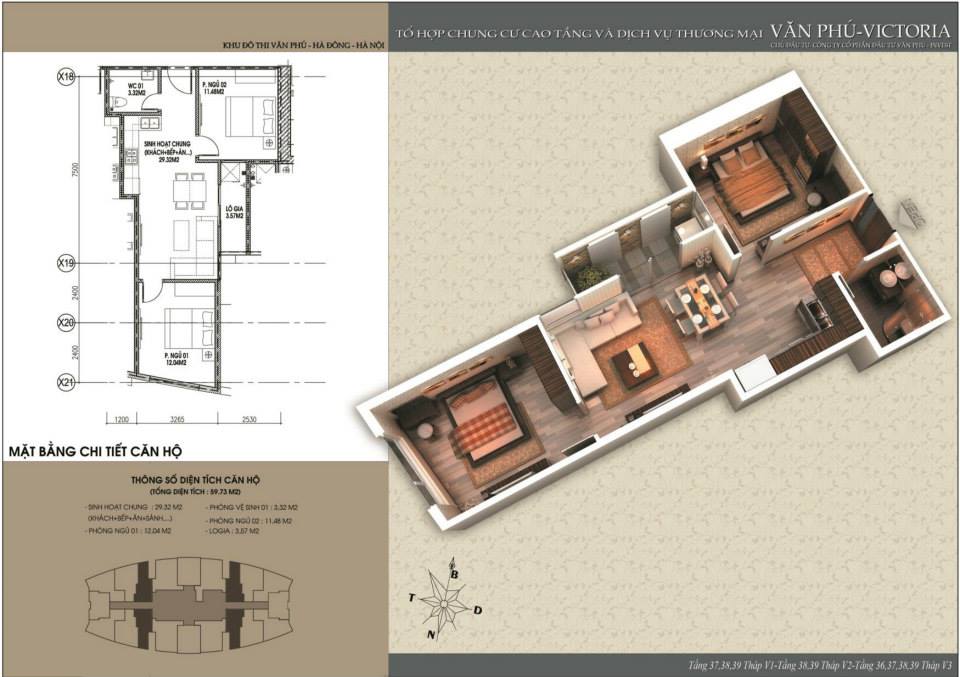 KHU ĐÔ THI VĂN PHÚ - HÀ ĐÔNG - HÀ NỘI
TỔ HỢP CHUNG CƯ CAO TẦNG VÀ DỊCH VỤ THƯƠNG MẠI VĂN PHÚ-VICTORIA
CHỦ ĐẦU TƯ: CÔNG TY CỔ PHẦN ĐẦU TƯ VĂN PHÚ - INVEST
X18
WC 01
3.32M2
P. NGỦ 02
11.48M2
SINH HOẠT CHUNG
(KHÁCH+BẾP+ĂN...)
29.32M2
7500
LÔ GIA
3.57M2
X19
2400
X20
2400
P. NGỦ 01
12.04M2
X21
1200 3265 2530
MẶT BẰNG CHI TIẾT CĂN HỘ
THÔNG SỐ DIỆN TÍCH CĂN HỘ
(TỔNG DIỆN TÍCH : 59.73 M2)
- SINH HOẠT CHUNG : 29.32 M2
(KHÁCH+BẾP+ĂN+SẢNH,...)
- PHÒNG NGỦ 01 : 12.04 M2
- PHÒNG VỆ SINH 01 : 3.32 M2
- PHÒNG NGỦ 02 : 11.48 M2
- LOGIA : 3.57 M2
B
T
D
N
Tầng 37,38,39 Tháp V1-Tầng 38,39 Tháp V2-Tầng 36,37,38,39 Tháp V3